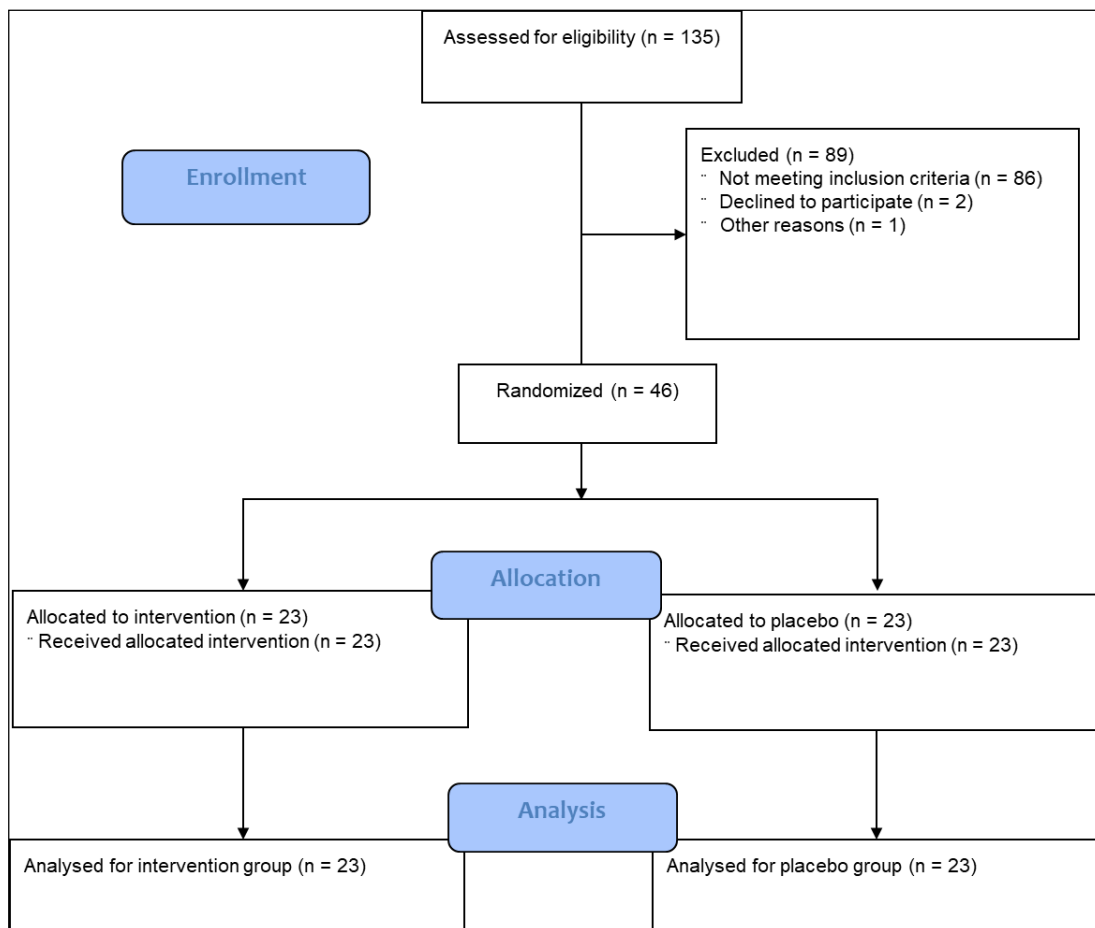 Assessed for eligibility (n = 135)
Enrollment
Excluded (n = 89)
¨ Not meeting inclusion criteria (n = 86)
¨ Declined to participate (n = 2)
¨ Other reasons (n = 1)
Randomized (n = 46)
Allocation
Allocated to intervention (n = 23)
¨ Received allocated intervention (n = 23)
Allocated to placebo (n = 23)
¨ Received allocated intervention (n = 23)
Analysis
Analysed for intervention group (n = 23)
Analysed for placebo group (n = 23)